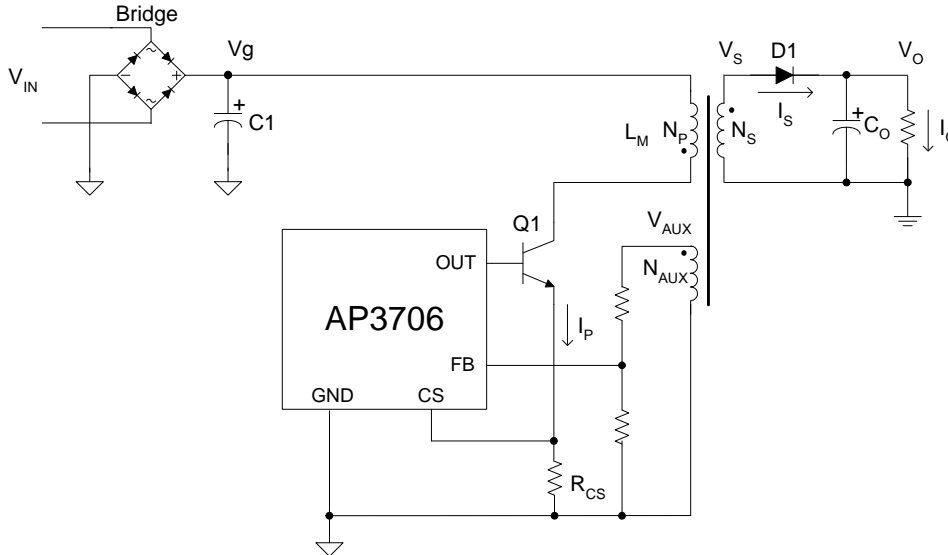 Bridge
V_IN
~
−
+
~
Vg
+
C1
L_M
N_P
N_S
V_S
D1
I_S
V_O
+
C_O
Q1
V_AUX
N_AUX
OUT
AP3706
I_P
FB
GND
CS
R_CS